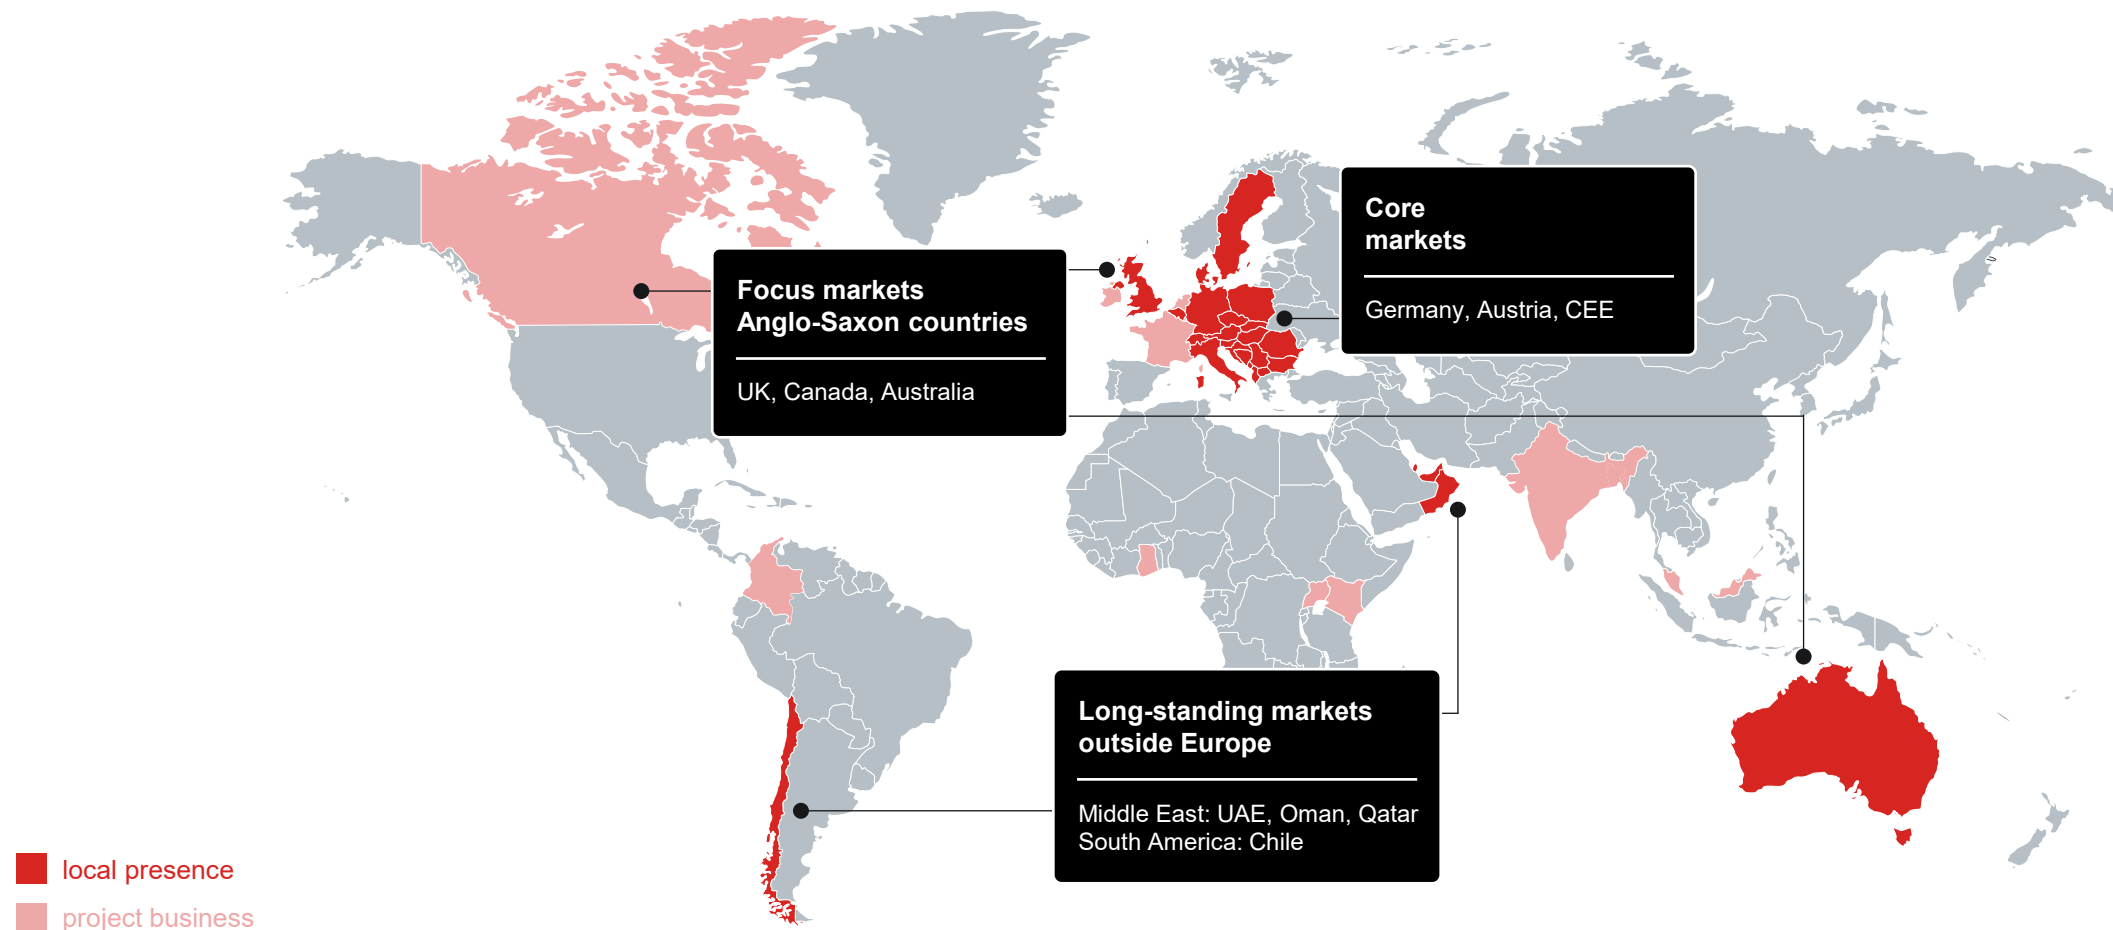 Core
markets
Germany, Austria, CEE
Focus markets
Anglo-Saxon countries
UK, Canada, Australia
Long-standing markets
outside Europe
Middle East: UAE, Oman, Qatar
South America: Chile
local presence
project business